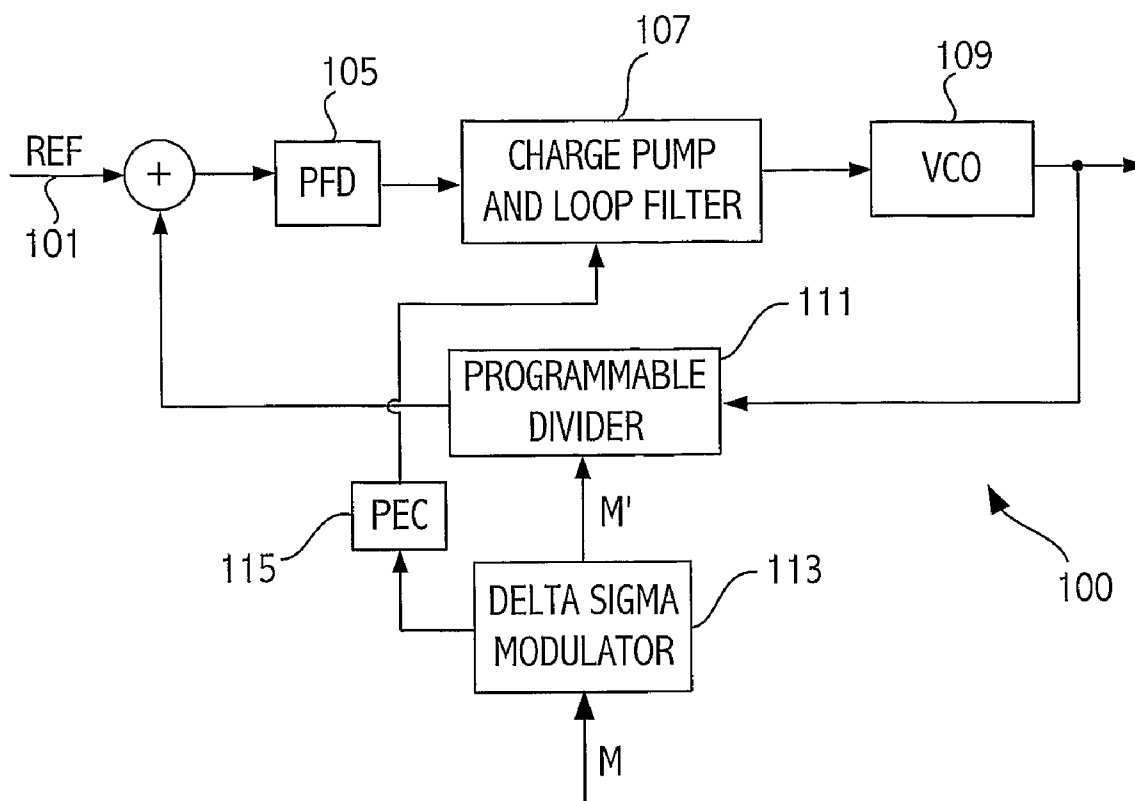 107
105
109
REF
+
PFD
CHARGE PUMP
AND LOOP FILTER
VCO
101
111
PROGRAMMABLE
DIVIDER
PEC
M'
115
113
100
DELTA SIGMA
MODULATOR
M